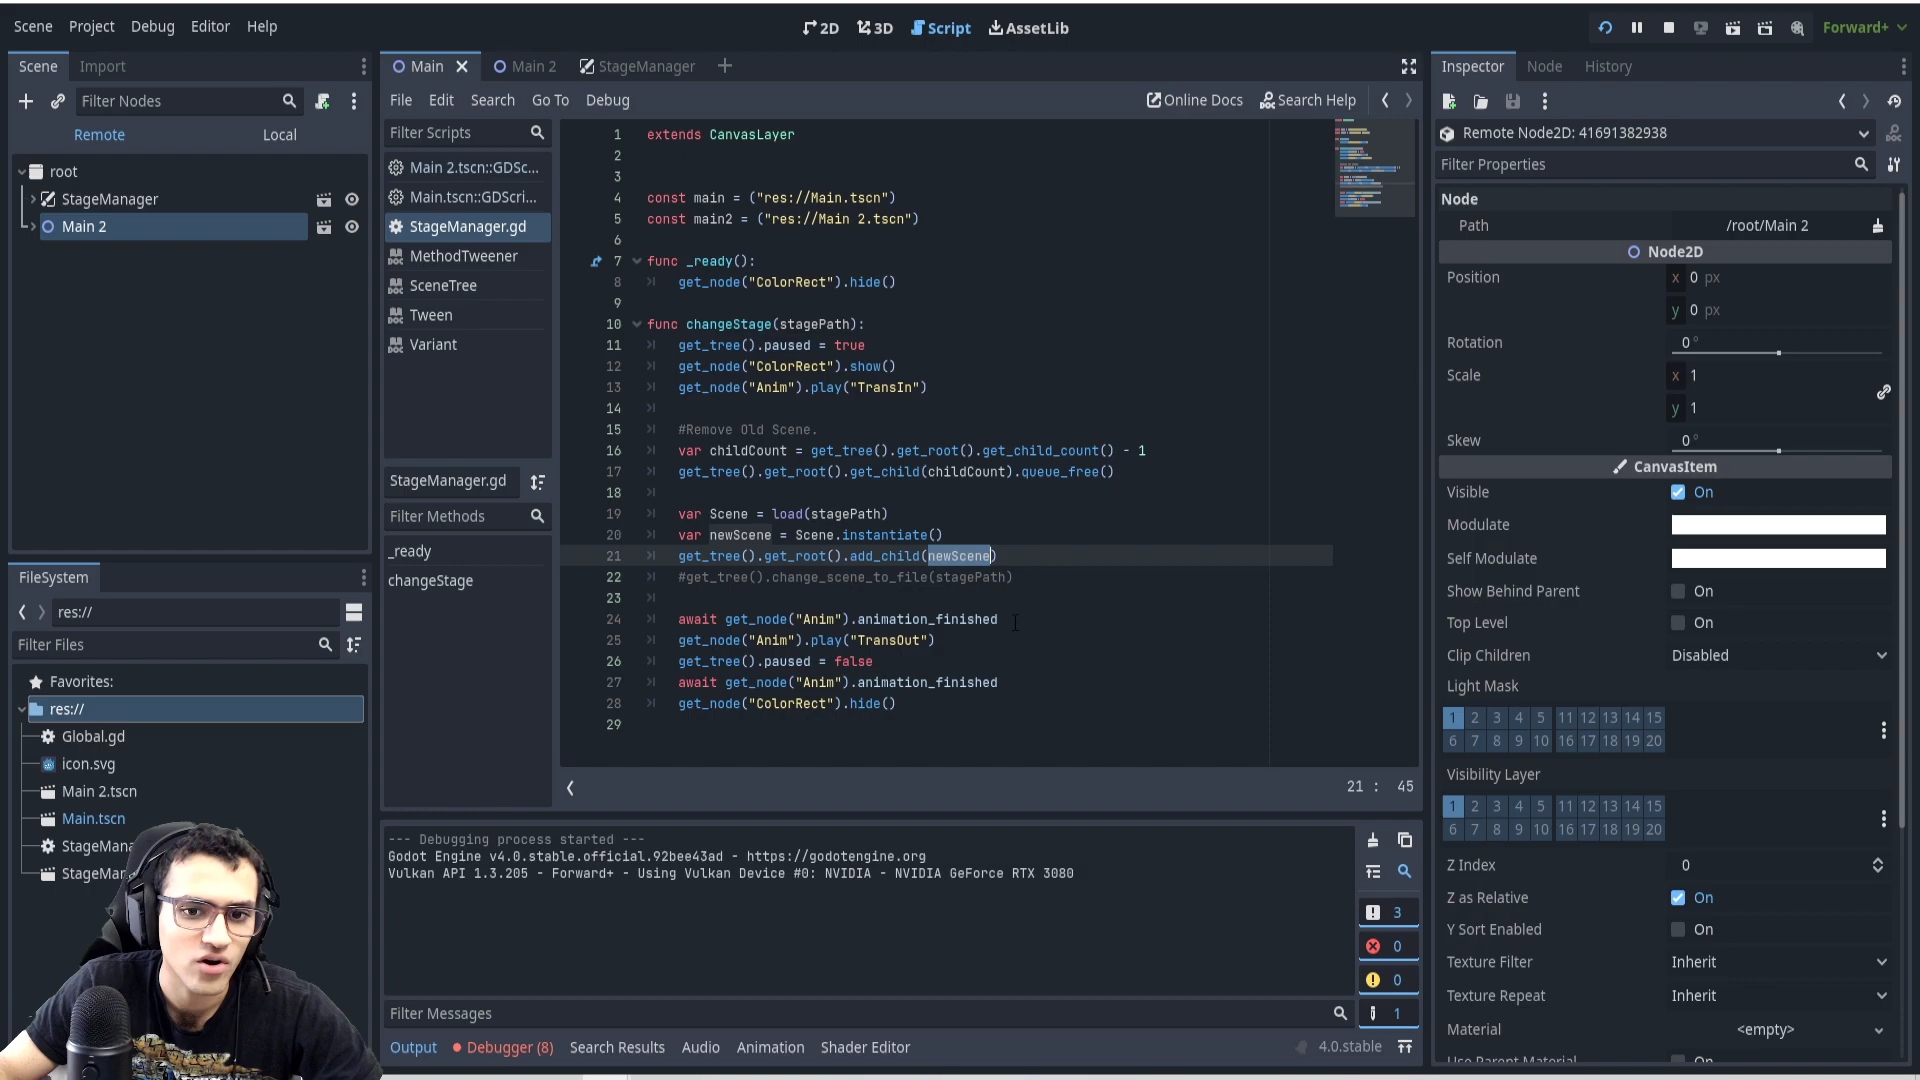 Scene Project Debug Editor Help
2D 3D Script AssetLib
Forward+
Scene Import
Filter Nodes
Remote Local
root
StageManager
Main 2
FileSystem
res://
Filter Files
Favorites:
res://
Global.gd
icon.svg
Main 2.tscn
Main.tscn
StageMana
StageMar
Main Main 2 StageManager
File Edit Search Go To Debug
Online Docs Search Help
Filter Scripts
Main 2.tscn::GDSc...
Main.tscn::GDScri...
StageManager.gd
MethodTweener
SceneTree
Tween
Variant
StageManager.gd
Filter Methods
_ready
changeStage
1 extends CanvasLayer
2
3
4 const main = ("res://Main.tscn")
5 const main2 = ("res://Main 2.tscn")
6
7 func _ready():
8 get_node("ColorRect").hide()
9
10 func changeStage(stagePath):
11 get_tree().paused = true
12 get_node("ColorRect").show()
13 get_node("Anim").play("TransIn")
14
15 #Remove Old Scene.
16 var childCount = get_tree().get_root().get_child_count() - 1
17 get_tree().get_root().get_child(childCount).queue_free()
18
19 var Scene = load(stagePath)
20 var newScene = Scene.instantiate()
21 get_tree().get_root().add_child(newScene)
22 #get_tree().change_scene_to_file(stagePath)
23
24 await get_node("Anim").animation_finished
25 get_node("Anim").play("TransOut")
26 get_tree().paused = false
27 await get_node("Anim").animation_finished
28 get_node("ColorRect").hide()
29
21 : 45
--- Debugging process started ---
Godot Engine v4.0.stable.official.92bee43ad - https://godotengine.org
Vulkan API 1.3.205 - Forward+ - Using Vulkan Device #0: NVIDIA - NVIDIA GeForce RTX 3080
3
0
0
1
Filter Messages
Output Debugger (8) Search Results Audio Animation Shader Editor
4.0.stable
Inspector Node History
Remote Node2D: 41691382938
Filter Properties
Node
Path /root/Main 2
Node2D
Position x 0 px
y 0 px
Rotation 0 °
Scale x 1
y 1
Skew 0 °
CanvasItem
Visible On
Modulate
Self Modulate
Show Behind Parent On
Top Level On
Clip Children Disabled
Light Mask
1 2 3 4 5 11 12 13 14 15
6 7 8 9 10 16 17 18 19 20
Visibility Layer
1 2 3 4 5 11 12 13 14 15
6 7 8 9 10 16 17 18 19 20
Z Index 0
Z as Relative On
Y Sort Enabled On
Texture Filter Inherit
Texture Repeat Inherit
Material <empty>
Use Parent Material On